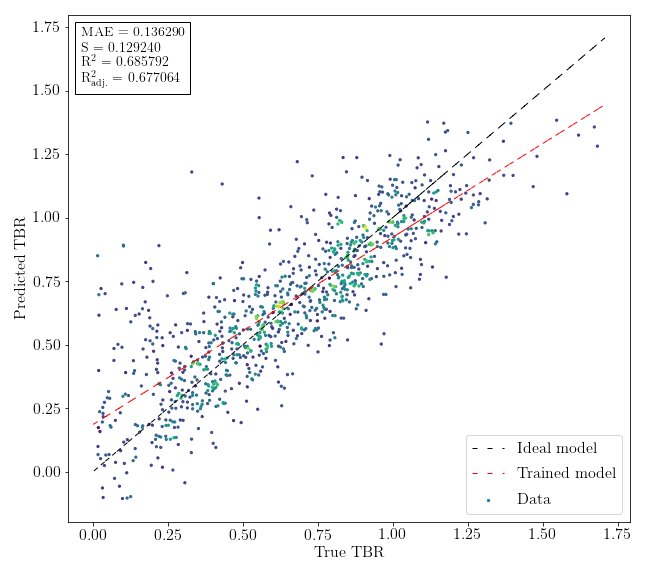 MAE = 0.136290
S = 0.129240
R² = 0.685792
R²adj. = 0.677064
1.75
1.50
1.25
1.00
0.75
0.50
0.25
0.00
Predicted TBR
Ideal model
Trained model
Data
0.00 0.25 0.50 0.75 1.00 1.25 1.50 1.75
True TBR